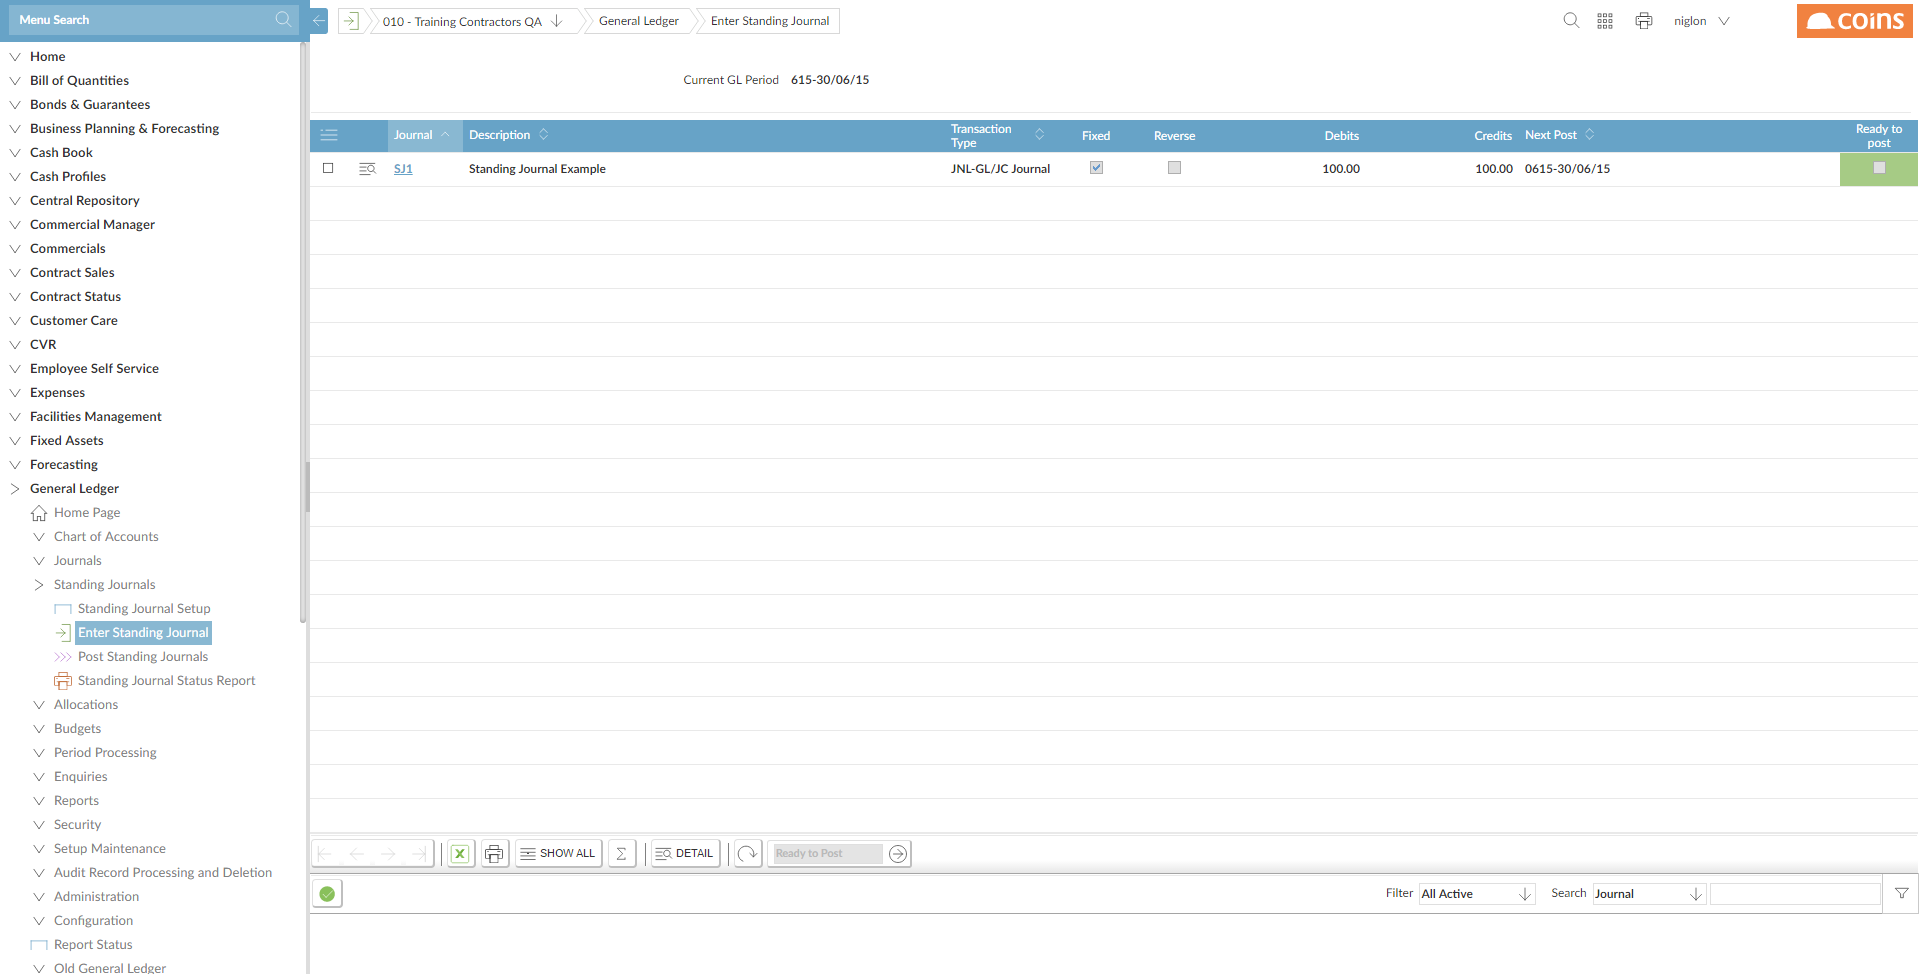 Menu Search
010 - Training Contractors QA
General Ledger
Enter Standing Journal
niglon
coins
Home
Bill of Quantities
Bonds & Guarantees
Business Planning & Forecasting
Cash Book
Cash Profiles
Central Repository
Commercial Manager
Commercials
Contract Sales
Contract Status
Customer Care
CVR
Employee Self Service
Expenses
Facilities Management
Fixed Assets
Forecasting
General Ledger
Home Page
Chart of Accounts
Journals
Standing Journals
Standing Journal Setup
Enter Standing Journal
Post Standing Journals
Standing Journal Status Report
Allocations
Budgets
Period Processing
Enquiries
Reports
Security
Setup Maintenance
Audit Record Processing and Deletion
Administration
Configuration
Report Status
Old General Ledger
Current GL Period 615-30/06/15
Journal Description Transaction Type Fixed Reverse Debits Credits Next Post Ready to post
SJ1 Standing Journal Example JNL-GL/JC Journal 100.00 100.00 0615-30/06/15
SHOW ALL Σ DETAIL Ready to Post
Filter All Active Search Journal